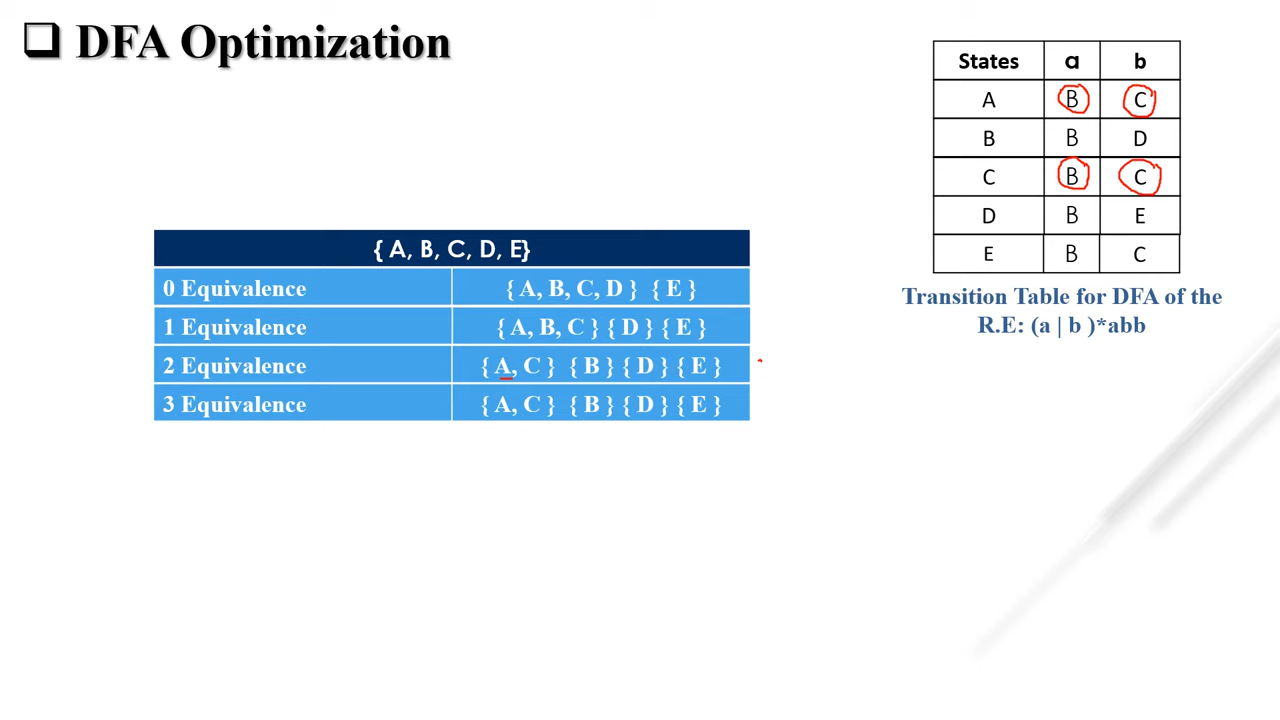 DFA Optimization
States a b
A B C
B B D
C B C
D B E
E B C
Transition Table for DFA of the
R.E: (a | b )*abb
{ A, B, C, D, E}
0 Equivalence { A, B, C, D } { E }
1 Equivalence { A, B, C } { D } { E }
2 Equivalence { A, C } { B } { D } { E }
3 Equivalence { A, C } { B } { D } { E }